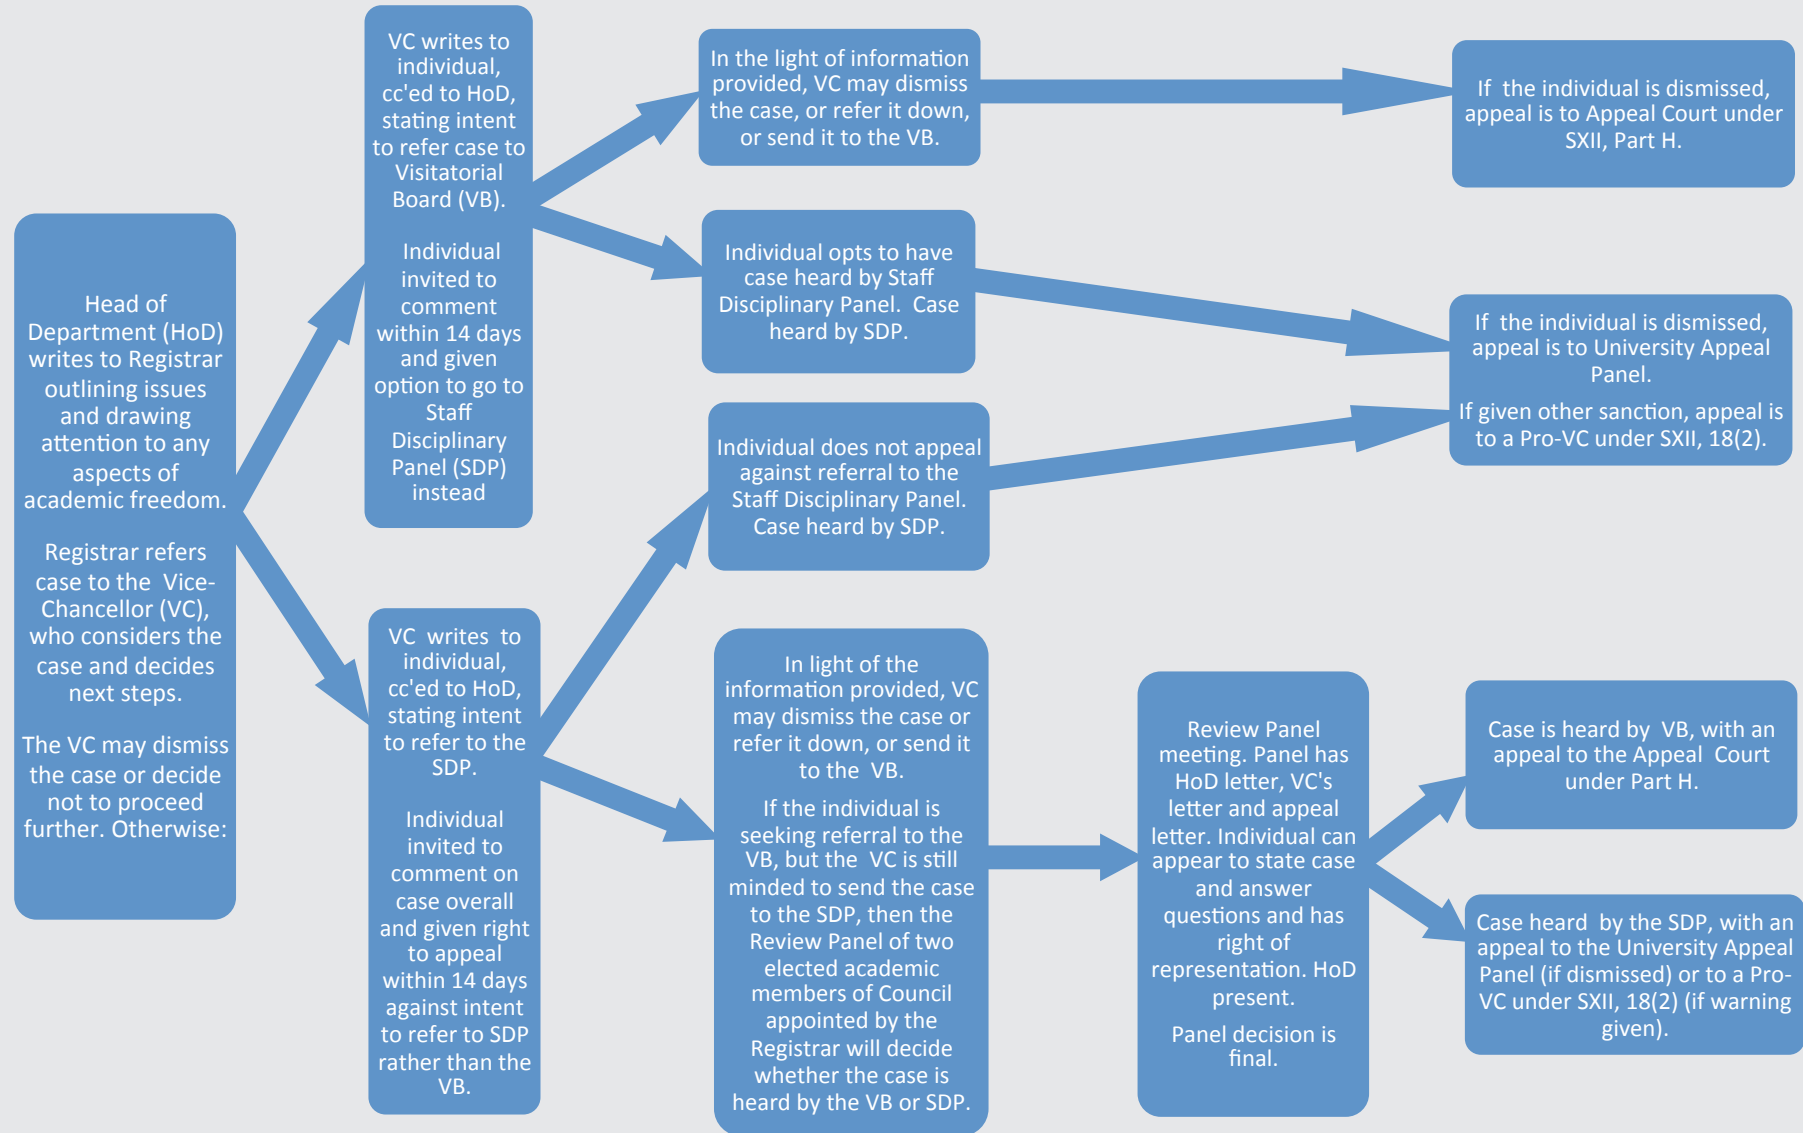 Head of
Department (HoD)
writes to Registrar
outlining issues
and drawing
attention to any
aspects of
academic freedom.
Registrar refers
case to the Vice-
Chancellor (VC),
who considers the
case and decides
next steps.
The VC may dismiss
the case or decide
not to proceed
further. Otherwise:
VC writes to
individual,
cc'ed to HoD,
stating intent
to refer case to
Visitatorial
Board (VB).
Individual
invited to
comment
within 14 days
and given
option to go to
Staff
Disciplinary
Panel (SDP)
instead
VC writes to
individual,
cc'ed to HoD,
stating intent
to refer to the
SDP.
Individual
invited to
comment on
case overall
and given right
to appeal
within 14 days
against intent
to refer to SDP
rather than the
VB.
In the light of information
provided, VC may dismiss
the case, or refer it down,
or send it to the VB.
Individual opts to have
case heard by Staff
Disciplinary Panel. Case
heard by SDP.
Individual does not appeal
against referral to the
Staff Disciplinary Panel.
Case heard by SDP.
In light of the
information provided, VC
may dismiss the case or
refer it down, or send it
to the VB.
If the individual is
seeking referral to the
VB, but the VC is still
minded to send the case
to the SDP, then the
Review Panel of two
elected academic
members of Council
appointed by the
Registrar will decide
whether the case is
heard by the VB or SDP.
Review Panel
meeting. Panel has
HoD letter, VC's
letter and appeal
letter. Individual can
appear to state case
and answer
questions and has
right of
representation. HoD
present.
Panel decision is
final.
If the individual is dismissed,
appeal is to Appeal Court under
SXII, Part H.
If the individual is dismissed,
appeal is to University Appeal
Panel.
If given other sanction, appeal is
to a Pro-VC under SXII, 18(2).
Case is heard by VB, with an
appeal to the Appeal Court
under Part H.
Case heard by the SDP, with an
appeal to the University Appeal
Panel (if dismissed) or to a Pro-
VC under SXII, 18(2) (if warning
given).